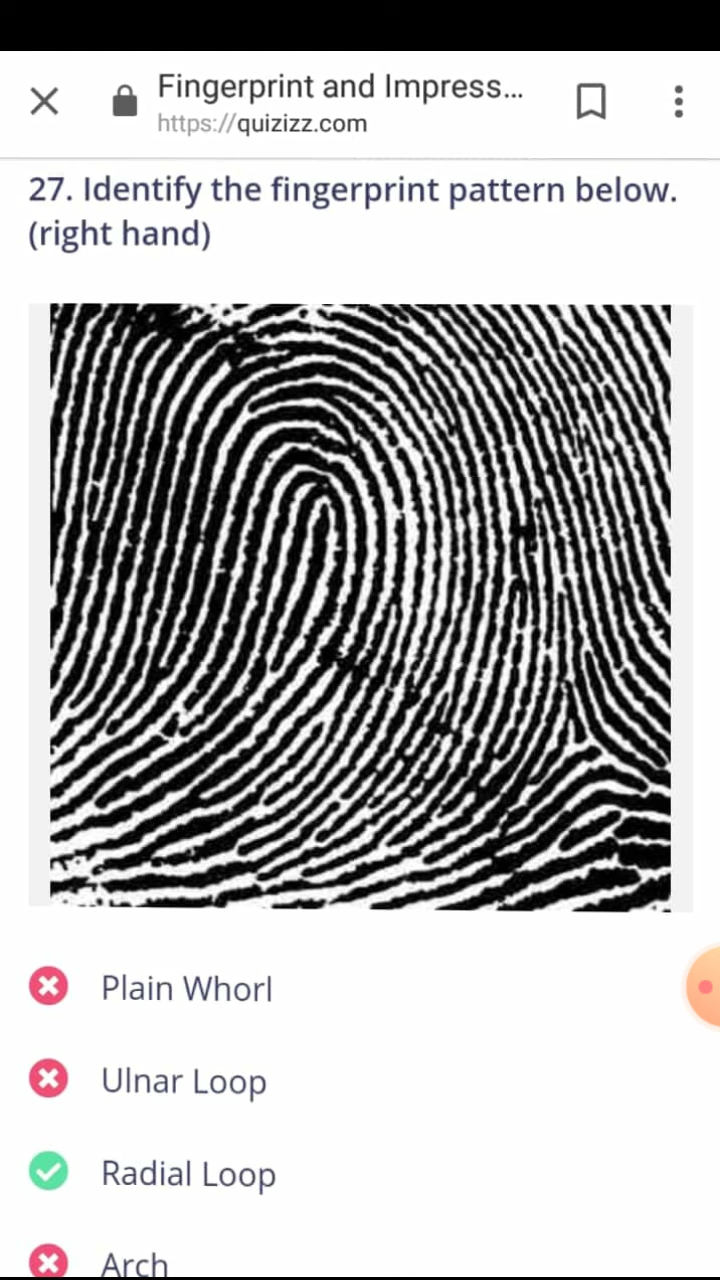 Fingerprint and Impress...
https://quizizz.com
27. Identify the fingerprint pattern below.
(right hand)
Plain Whorl
Ulnar Loop
Radial Loop
Arch